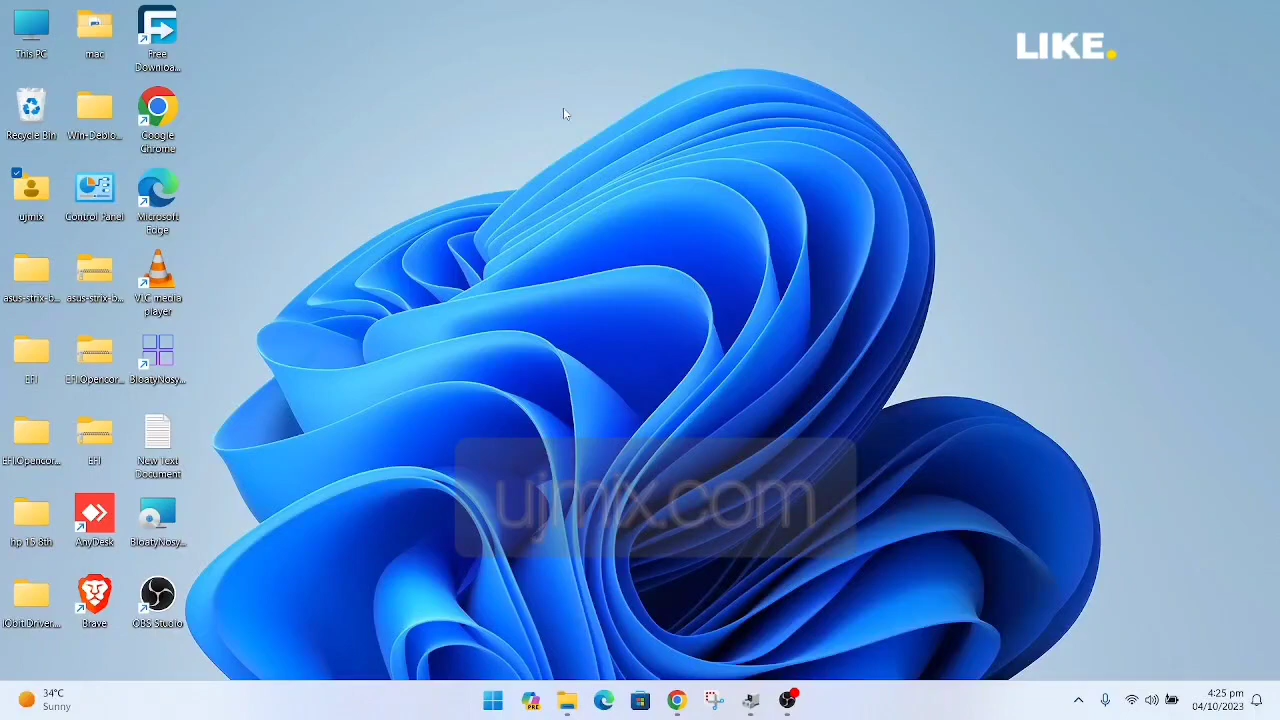 LIKE.
This PC
mac
Free
Downloa...
Recycle Bin
Win-Deplo...
Google
Chrome
ujmix
Control Panel
Microsoft
Edge
asus-strix-b...
asus-strix-b...
VLC media
player
EFI
EFI.Opencor...
BloatyNosy...
EFI.Opencor...
EFI
New Text
Document
hp 15 8th
AnyDesk
BloatyNosy...
IObit.Driver...
Brave
OBS Studio
ujmix.com
34°C
Sunny
PRE
4:25 pm
04/10/2023